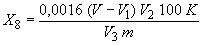 X₈ = 0,0016 (V − V₁) V₂ 100 K / V₃ m